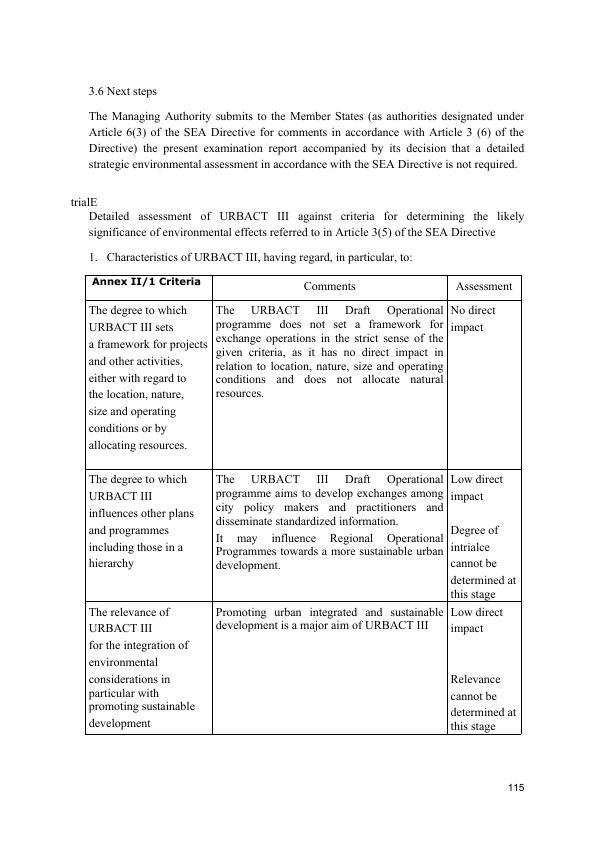 3.6 Next steps
The Managing Authority submits to the Member States (as authorities designated under
Article 6(3) of the SEA Directive for comments in accordance with Article 3 (6) of the
Directive) the present examination report accompanied by its decision that a detailed
strategic environmental assessment in accordance with the SEA Directive is not required.
trialE
Detailed assessment of URBACT III against criteria for determining the likely
significance of environmental effects referred to in Article 3(5) of the SEA Directive
1. Characteristics of URBACT III, having regard, in particular, to:
Annex II/1 Criteria
Comments
Assessment
The degree to which
URBACT III sets
a framework for projects
and other activities,
either with regard to
the location, nature,
size and operating
conditions or by
allocating resources.
The URBACT III Draft Operational
programme does not set a framework for
exchange operations in the strict sense of the
given criteria, as it has no direct impact in
relation to location, nature, size and operating
conditions and does not allocate natural
resources.
No direct
impact
The degree to which
URBACT III
influences other plans
and programmes
including those in a
hierarchy
The URBACT III Draft Operational
programme aims to develop exchanges among
city policy makers and practitioners and
disseminate standardized information.
It may influence Regional Operational
Programmes towards a more sustainable urban
development.
Low direct
impact
Degree of
intrialce
cannot be
determined at
this stage
The relevance of
URBACT III
for the integration of
environmental
considerations in
particular with
promoting sustainable
development
Promoting urban integrated and sustainable
development is a major aim of URBACT III
Low direct
impact
Relevance
cannot be
determined at
this stage
115